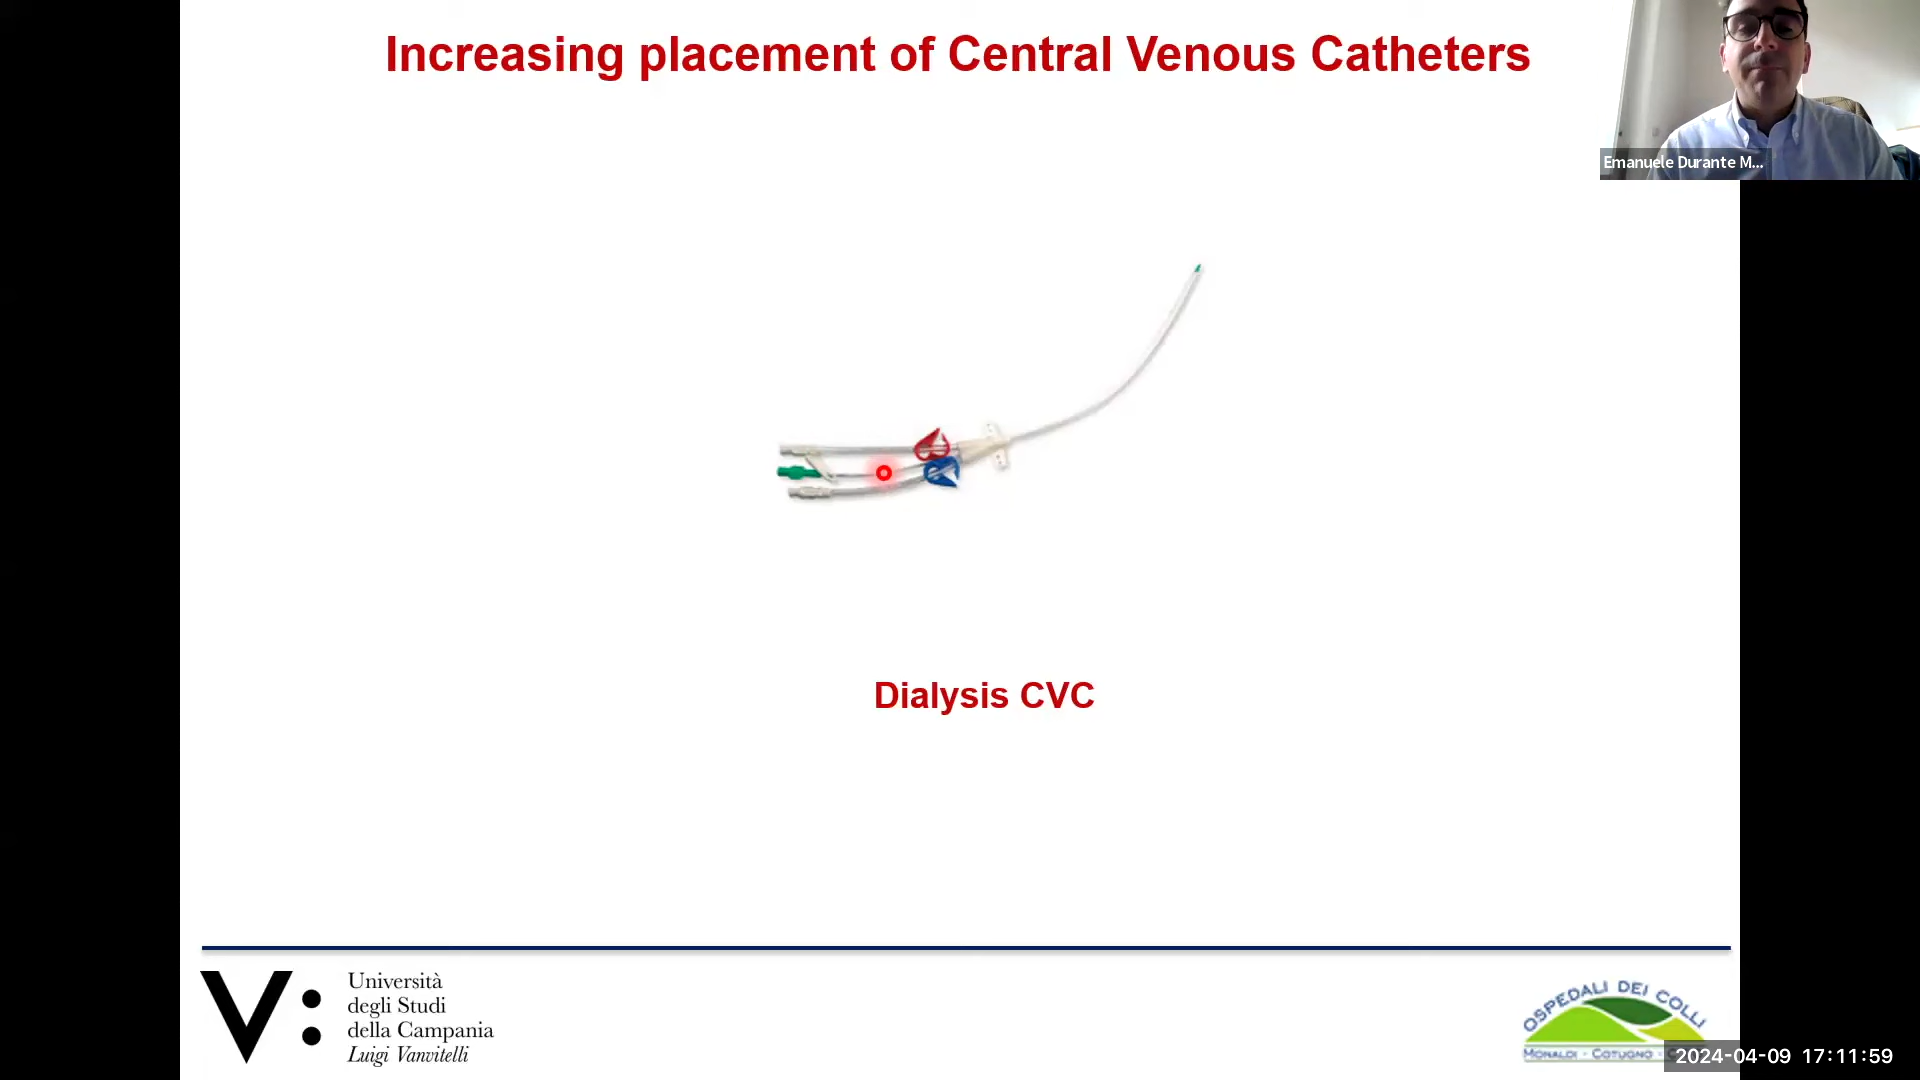 Increasing placement of Central Venous Catheters
Emanuele Durante M...
Dialysis CVC
V:
Università
degli Studi
della Campania
Luigi Vanvitelli
OSPEDALI DEI COLLI
MONALDI - COTUGNO - C
2024-04-09 17:11:59